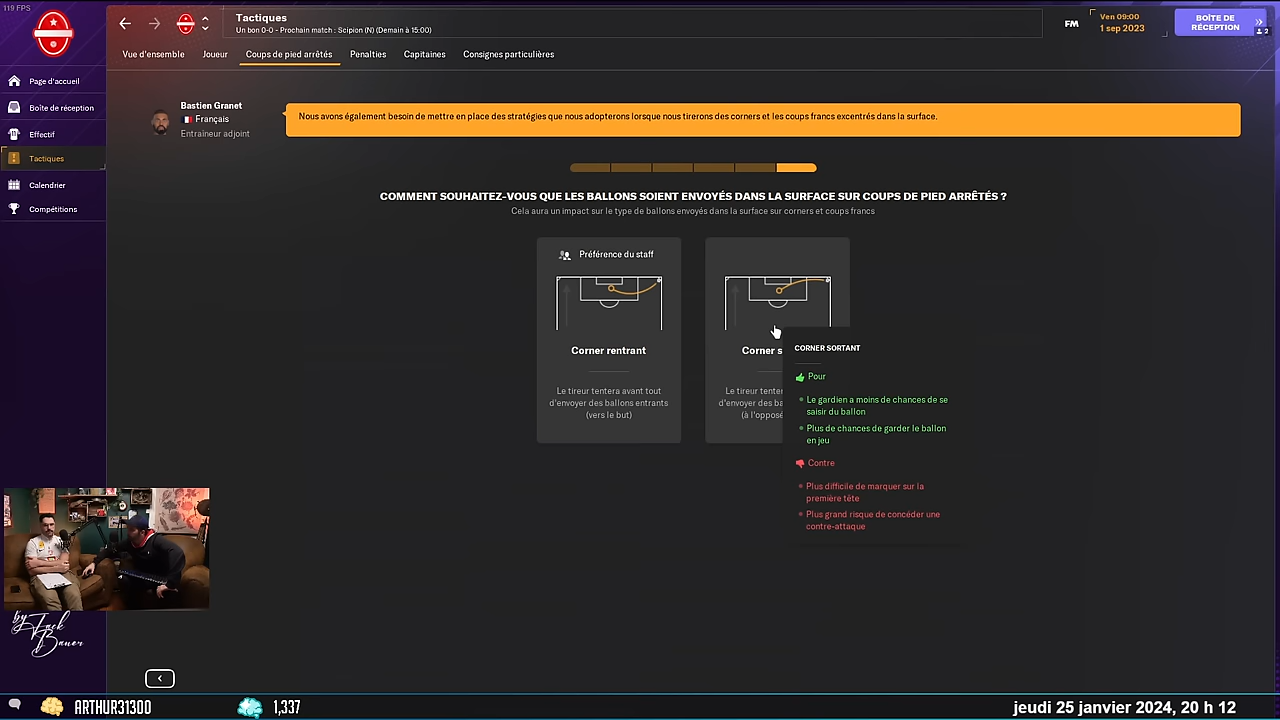 119 FPS
Tactiques
Un bon 0-0 - Prochain match : Scipion (N) (Demain à 15:00)
FM
Ven 09:00
1 sep 2023
BOÎTE DE
RÉCEPTION
2
Vue d'ensemble
Joueur
Coups de pied arrêtés
Penalties
Capitaines
Consignes particulières
Page d'accueil
Boîte de réception
Effectif
Tactiques
Calendrier
Compétitions
Bastien Granet
Français
Entraîneur adjoint
Nous avons également besoin de mettre en place des stratégies que nous adopterons lorsque nous tirerons des corners et les coups francs excentrés dans la surface.
COMMENT SOUHAITEZ-VOUS QUE LES BALLONS SOIENT ENVOYÉS DANS LA SURFACE SUR COUPS DE PIED ARRÊTÉS ?
Cela aura un impact sur le type de ballons envoyés dans la surface sur corners et coups francs
Préférence du staff
Corner rentrant
Le tireur tentera avant tout
d'envoyer des ballons entrants
(vers le but)
Corner s
Le tireur tenter
d'envoyer des ba
(à l'opposé
CORNER SORTANT
Pour
Le gardien a moins de chances de se
saisir du ballon
Plus de chances de garder le ballon
en jeu
Contre
Plus difficile de marquer sur la
première tête
Plus grand risque de concéder une
contre-attaque
by Jack
Bauer
ARTHUR31300
1,337
jeudi 25 janvier 2024, 20 h 12